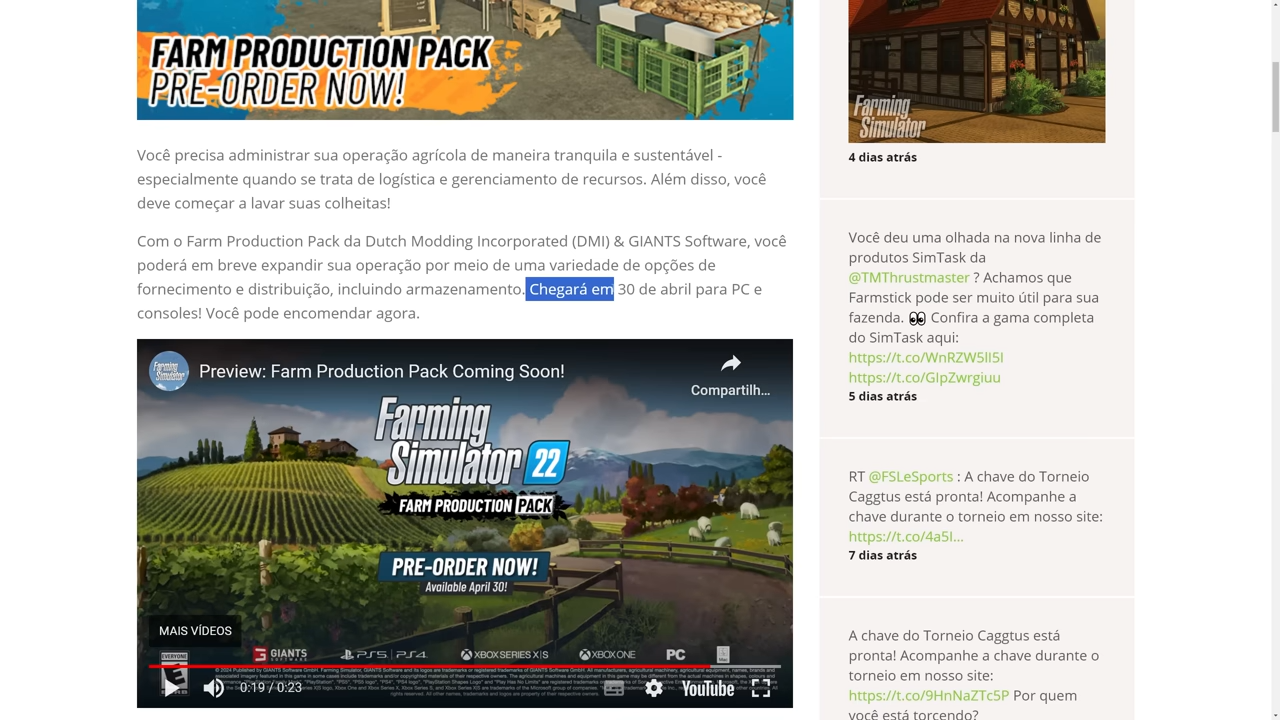 FARM PRODUCTION PACK
PRE-ORDER NOW!
Você precisa administrar sua operação agrícola de maneira tranquila e sustentável -
especialmente quando se trata de logística e gerenciamento de recursos. Além disso, você
deve começar a lavar suas colheitas!
Com o Farm Production Pack da Dutch Modding Incorporated (DMI) & GIANTS Software, você
poderá em breve expandir sua operação por meio de uma variedade de opções de
fornecimento e distribuição, incluindo armazenamento. Chegará em 30 de abril para PC e
consoles! Você pode encomendar agora.
Preview: Farm Production Pack Coming Soon!
Compartilh...
Farming
Simulator 22
FARM PRODUCTION PACK
PRE-ORDER NOW!
Available April 30!
MAIS VÍDEOS
EVERYONE
GIANTS
SOFTWARE
PS5 | PS4
XBOX SERIES X|S
XBOX ONE
PC
0:19 / 0:23
YouTube
Farming
Simulator
4 dias atrás
Você deu uma olhada na nova linha de
produtos SimTask da
@TMThrustmaster ? Achamos que
Farmstick pode ser muito útil para sua
fazenda. 👀 Confira a gama completa
do SimTask aqui:
https://t.co/WnRZW5lI5I
https://t.co/GIpZwrgiuu
5 dias atrás
RT @FSLeSports : A chave do Torneio
Caggtus está pronta! Acompanhe a
chave durante o torneio em nosso site:
https://t.co/4a5I...
7 dias atrás
A chave do Torneio Caggtus está
pronta! Acompanhe a chave durante o
torneio em nosso site:
https://t.co/9HnNaZTc5P Por quem
você está torcendo?